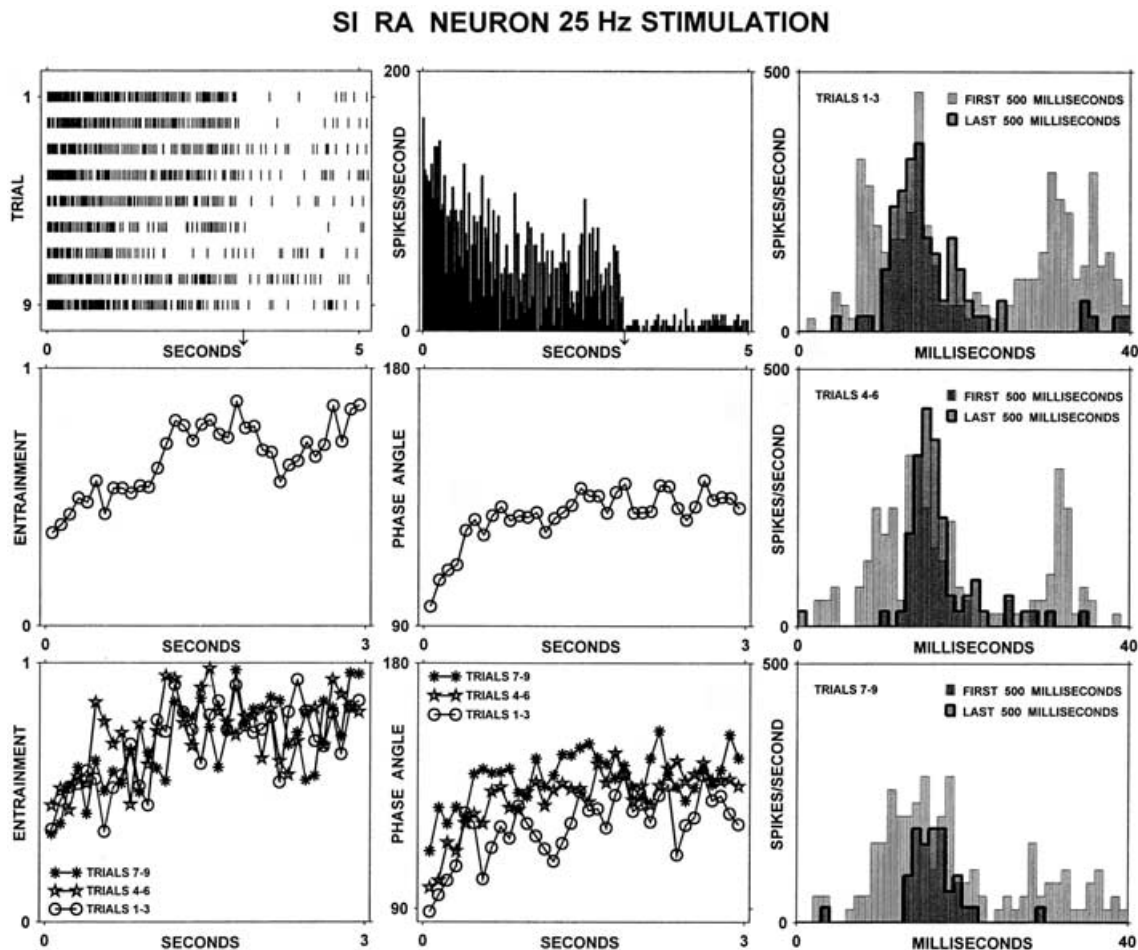 SI RA NEURON 25 Hz STIMULATION
1
TRIAL
9
0
SECONDS
5
200
SPIKES/SECOND
0
0
SECONDS
5
500
SPIKES/SECOND
0
TRIALS 1-3
FIRST 500 MILLISECONDS
LAST 500 MILLISECONDS
0
MILLISECONDS
40
1
ENTRAINMENT
0
0
SECONDS
3
180
PHASE ANGLE
90
0
SECONDS
3
500
SPIKES/SECOND
0
TRIALS 4-6
FIRST 500 MILLISECONDS
LAST 500 MILLISECONDS
0
MILLISECONDS
40
1
ENTRAINMENT
0
TRIALS 7-9
TRIALS 4-6
TRIALS 1-3
0
SECONDS
3
180
PHASE ANGLE
90
TRIALS 7-9
TRIALS 4-6
TRIALS 1-3
0
SECONDS
3
500
SPIKES/SECOND
0
TRIALS 7-9
FIRST 500 MILLISECONDS
LAST 500 MILLISECONDS
0
MILLISECONDS
40